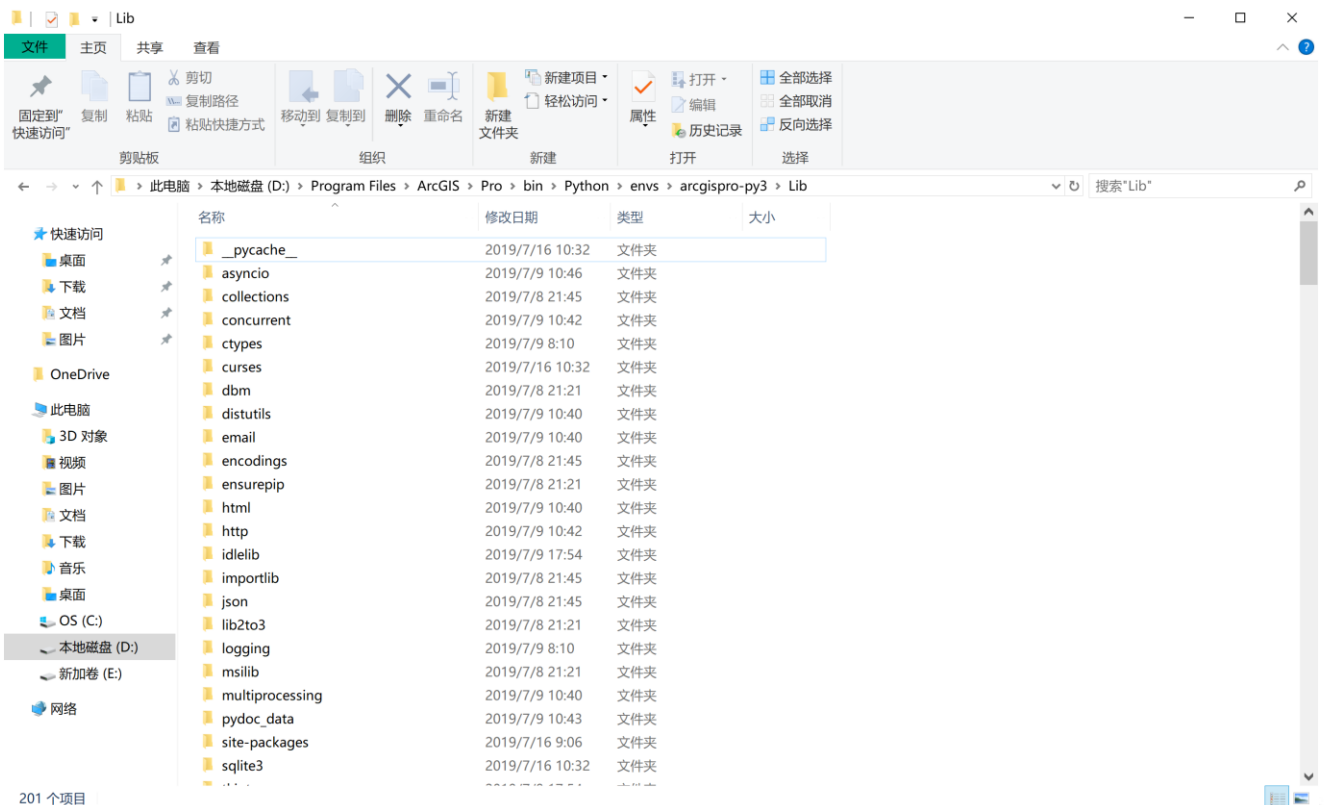 Lib
文件 主页 共享 查看
固定到"
快速访问"
复制
粘贴
剪切
复制路径
粘贴快捷方式
移动到 复制到
删除 重命名
新建
文件夹
新建项目
轻松访问
属性
打开
编辑
历史记录
全部选择
全部取消
反向选择
剪贴板 组织 新建 打开 选择
此电脑 › 本地磁盘 (D:) › Program Files › ArcGIS › Pro › bin › Python › envs › arcgispro-py3 › Lib
搜索"Lib"
名称 修改日期 类型 大小
快速访问
桌面
下载
文档
图片
OneDrive
此电脑
3D 对象
视频
图片
文档
下载
音乐
桌面
OS (C:)
本地磁盘 (D:)
新加卷 (E:)
网络
__pycache__ 2019/7/16 10:32 文件夹
asyncio 2019/7/9 10:46 文件夹
collections 2019/7/8 21:45 文件夹
concurrent 2019/7/9 10:42 文件夹
ctypes 2019/7/9 8:10 文件夹
curses 2019/7/16 10:32 文件夹
dbm 2019/7/8 21:21 文件夹
distutils 2019/7/9 10:40 文件夹
email 2019/7/9 10:40 文件夹
encodings 2019/7/8 21:45 文件夹
ensurepip 2019/7/8 21:21 文件夹
html 2019/7/9 10:40 文件夹
http 2019/7/9 10:42 文件夹
idlelib 2019/7/9 17:54 文件夹
importlib 2019/7/8 21:45 文件夹
json 2019/7/8 21:45 文件夹
lib2to3 2019/7/8 21:21 文件夹
logging 2019/7/9 8:10 文件夹
msilib 2019/7/8 21:21 文件夹
multiprocessing 2019/7/9 10:40 文件夹
pydoc_data 2019/7/9 10:43 文件夹
site-packages 2019/7/16 9:06 文件夹
sqlite3 2019/7/16 10:32 文件夹
201 个项目